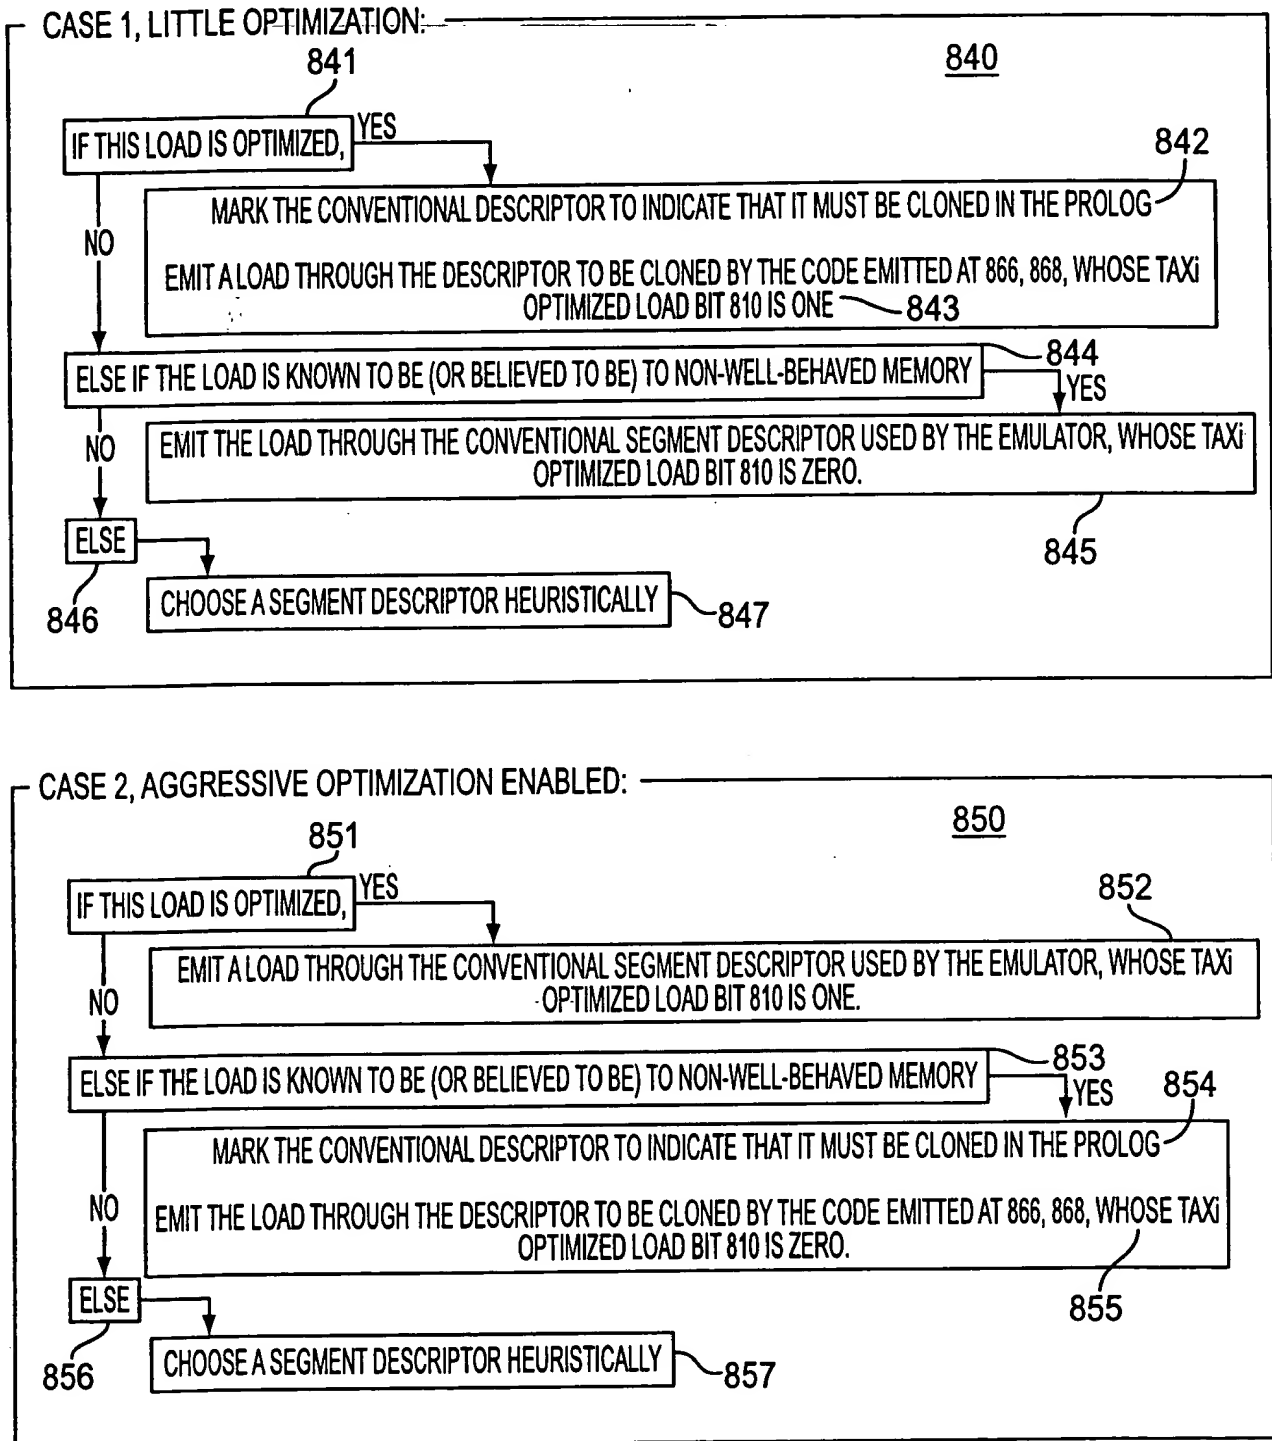 CASE 1, LITTLE OPTIMIZATION:
840
841
IF THIS LOAD IS OPTIMIZED,
YES
842
MARK THE CONVENTIONAL DESCRIPTOR TO INDICATE THAT IT MUST BE CLONED IN THE PROLOG
NO
EMIT A LOAD THROUGH THE DESCRIPTOR TO BE CLONED BY THE CODE EMITTED AT 866, 868, WHOSE TAXi
OPTIMIZED LOAD BIT 810 IS ONE
843
ELSE IF THE LOAD IS KNOWN TO BE (OR BELIEVED TO BE) TO NON-WELL-BEHAVED MEMORY
844
YES
NO
EMIT THE LOAD THROUGH THE CONVENTIONAL SEGMENT DESCRIPTOR USED BY THE EMULATOR, WHOSE TAXi
OPTIMIZED LOAD BIT 810 IS ZERO.
845
ELSE
846
CHOOSE A SEGMENT DESCRIPTOR HEURISTICALLY
847
CASE 2, AGGRESSIVE OPTIMIZATION ENABLED:
850
851
IF THIS LOAD IS OPTIMIZED,
YES
852
EMIT A LOAD THROUGH THE CONVENTIONAL SEGMENT DESCRIPTOR USED BY THE EMULATOR, WHOSE TAXi
OPTIMIZED LOAD BIT 810 IS ONE.
NO
ELSE IF THE LOAD IS KNOWN TO BE (OR BELIEVED TO BE) TO NON-WELL-BEHAVED MEMORY
853
YES
854
MARK THE CONVENTIONAL DESCRIPTOR TO INDICATE THAT IT MUST BE CLONED IN THE PROLOG
NO
EMIT THE LOAD THROUGH THE DESCRIPTOR TO BE CLONED BY THE CODE EMITTED AT 866, 868, WHOSE TAXi
OPTIMIZED LOAD BIT 810 IS ZERO.
855
ELSE
856
CHOOSE A SEGMENT DESCRIPTOR HEURISTICALLY
857